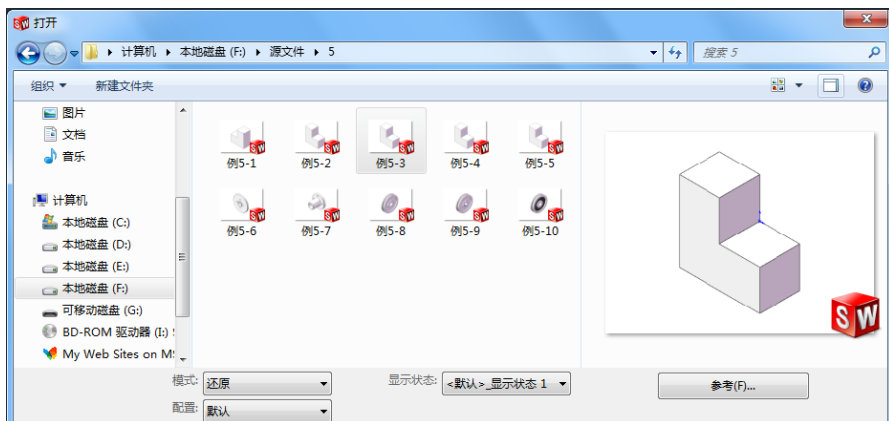 打开
计算机 本地磁盘 (F:) 源文件 5
搜索 5
组织 新建文件夹
图片
文档
音乐
计算机
本地磁盘 (C:)
本地磁盘 (D:)
本地磁盘 (E:)
本地磁盘 (F:)
可移动磁盘 (G:)
BD-ROM 驱动器 (I:)
My Web Sites on M
例5-1 例5-2 例5-3 例5-4 例5-5
例5-6 例5-7 例5-8 例5-9 例5-10
SW
模式: 还原 显示状态: <默认>_显示状态 1 参考(F)...
配置: 默认